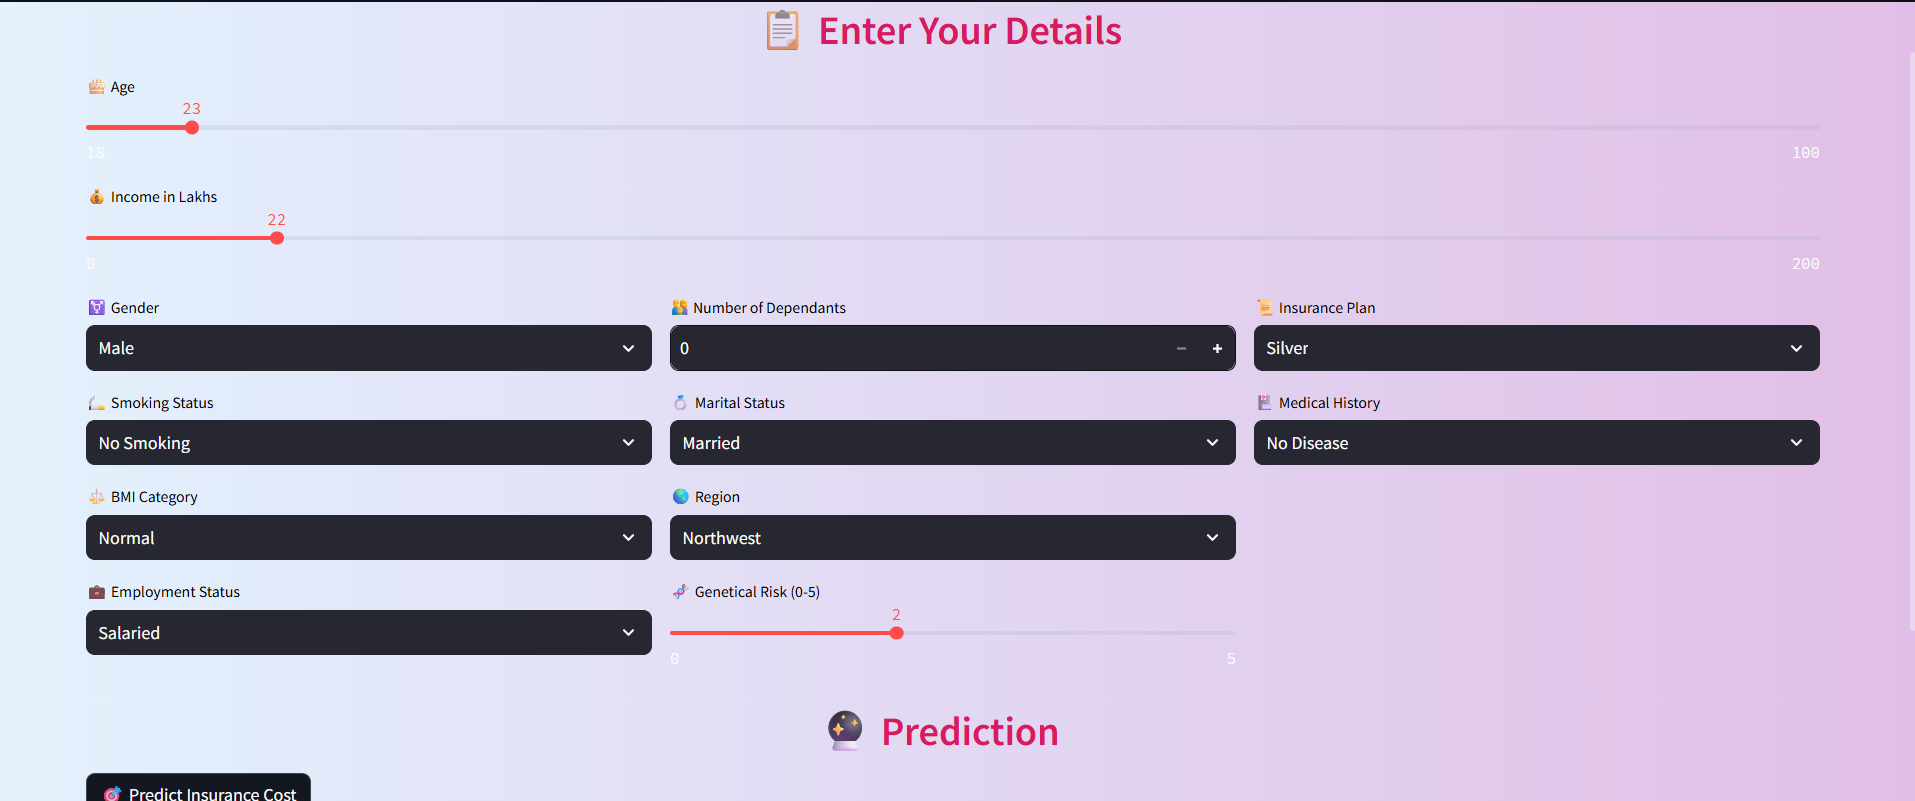 Enter Your Details
Age
23
18 100
Income in Lakhs
22
0 200
Gender Number of Dependants Insurance Plan
Male 0 Silver
Smoking Status Marital Status Medical History
No Smoking Married No Disease
BMI Category Region
Normal Northwest
Employment Status Genetical Risk (0-5)
2
Salaried
0 5
Prediction
Predict Insurance Cost